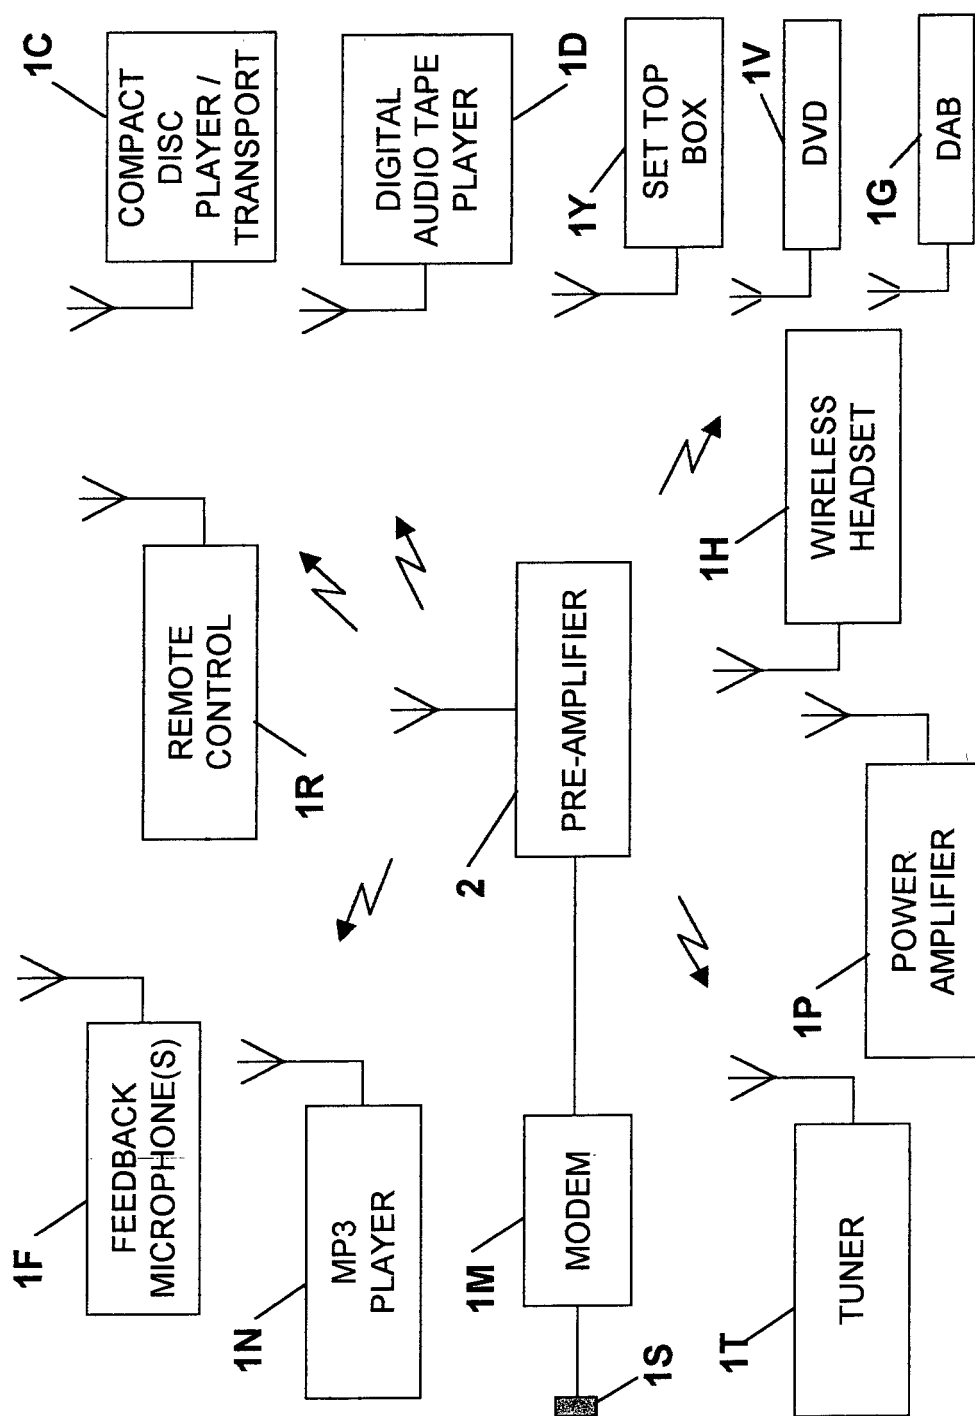 1F
FEEDBACK
MICROPHONE(S)
1N
MP3
PLAYER
1M
MODEM
1S
1T
TUNER
REMOTE
CONTROL
1R
2
PRE-AMPLIFIER
1P
POWER
AMPLIFIER
1H
WIRELESS
HEADSET
1C
COMPACT
DISC
PLAYER /
TRANSPORT
DIGITAL
AUDIO TAPE
PLAYER
1D
1Y
SET TOP
BOX
1V
DVD
1G
DAB